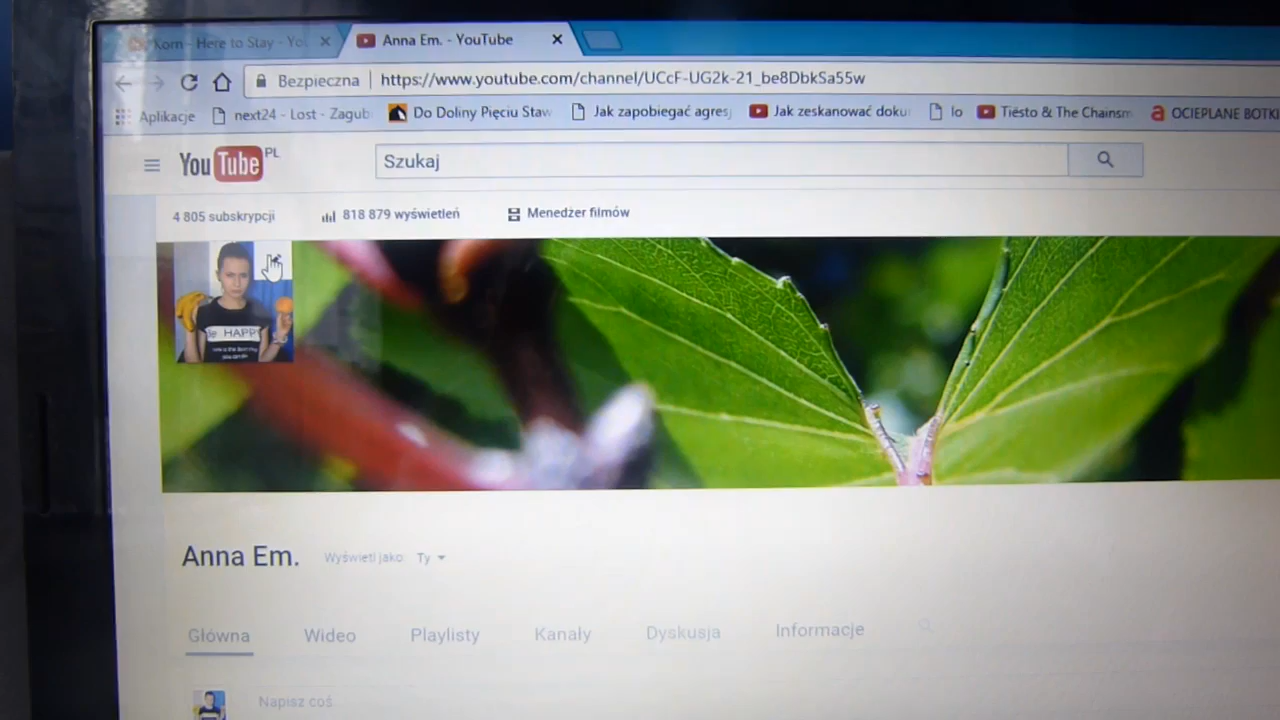 Korn - Here to Stay - Yo
Anna Em. - YouTube
Bezpieczna
https://www.youtube.com/channel/UCcF-UG2k-21_be8DbkSa55w
Aplikacje
next24 - Lost - Zagub
Do Doliny Pięciu Staw
Jak zapobiegać agresj
Jak zeskanować doku
lo
Tiësto & The Chainsm
a OCIEPLANE BOTKI
YouTube PL
Szukaj
4 805 subskrypcji
818 879 wyświetleń
Menedżer filmów
HAPPY
Anna Em.
Wyświetl jako: Ty
Główna
Wideo
Playlisty
Kanały
Dyskusja
Informacje
Napisz coś